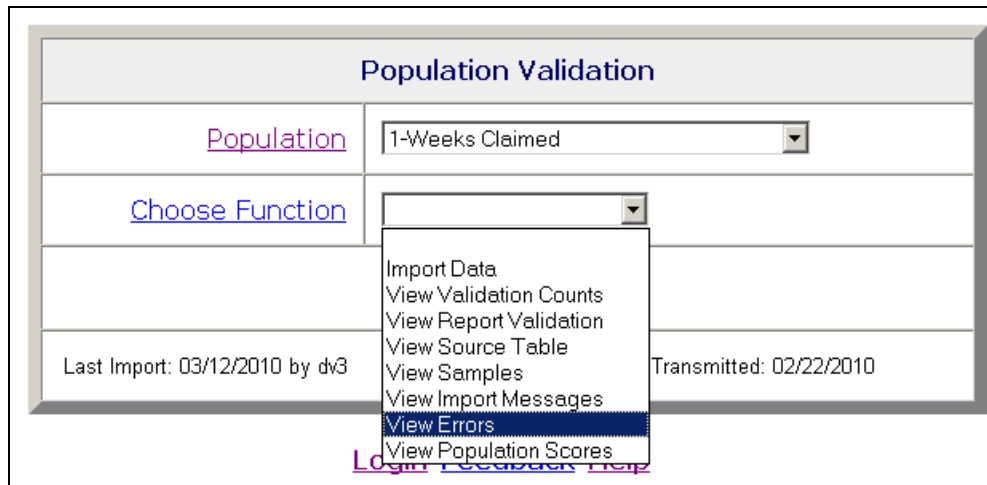 Population Validation
Population 1-Weeks Claimed
Choose Function
Import Data
View Validation Counts
View Report Validation
View Source Table
View Samples
View Import Messages
View Errors
View Population Scores
Last Import: 03/12/2010 by dv3 Transmitted: 02/22/2010
Login Feedback Help